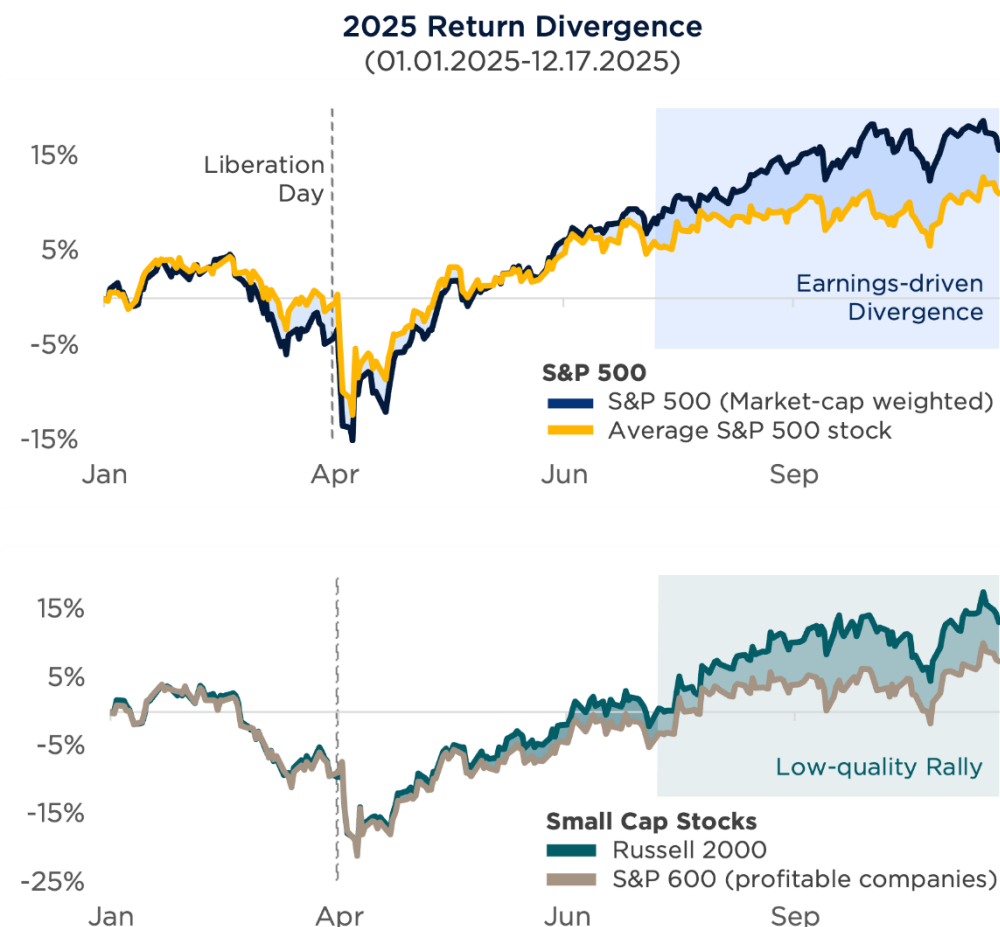 2025 Return Divergence
(01.01.2025-12.17.2025)
15%
Liberation
Day
5%
Earnings-driven
Divergence
-5%
S&P 500
S&P 500 (Market-cap weighted)
Average S&P 500 stock
-15%
Jan Apr Jun Sep
15%
5%
-5%
Low-quality Rally
-15%
Small Cap Stocks
Russell 2000
S&P 600 (profitable companies)
-25%
Jan Apr Jun Sep